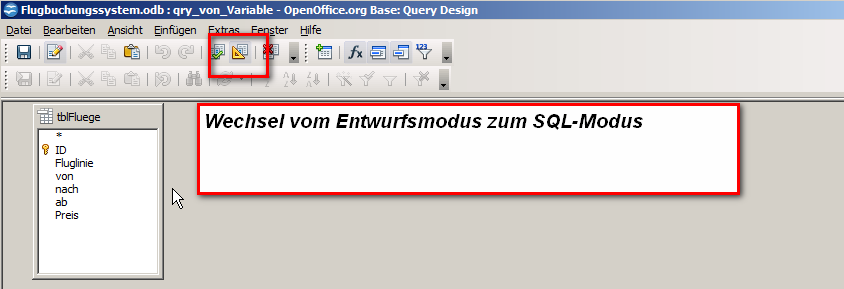 Flugbuchungssystem.odb : qry_von_Variable - OpenOffice.org Base: Query Design
Datei Bearbeiten Ansicht Einfügen Extras Fenster Hilfe
123
tblFluege
*
ID
Fluglinie
von
nach
ab
Preis
Wechsel vom Entwurfsmodus zum SQL-Modus